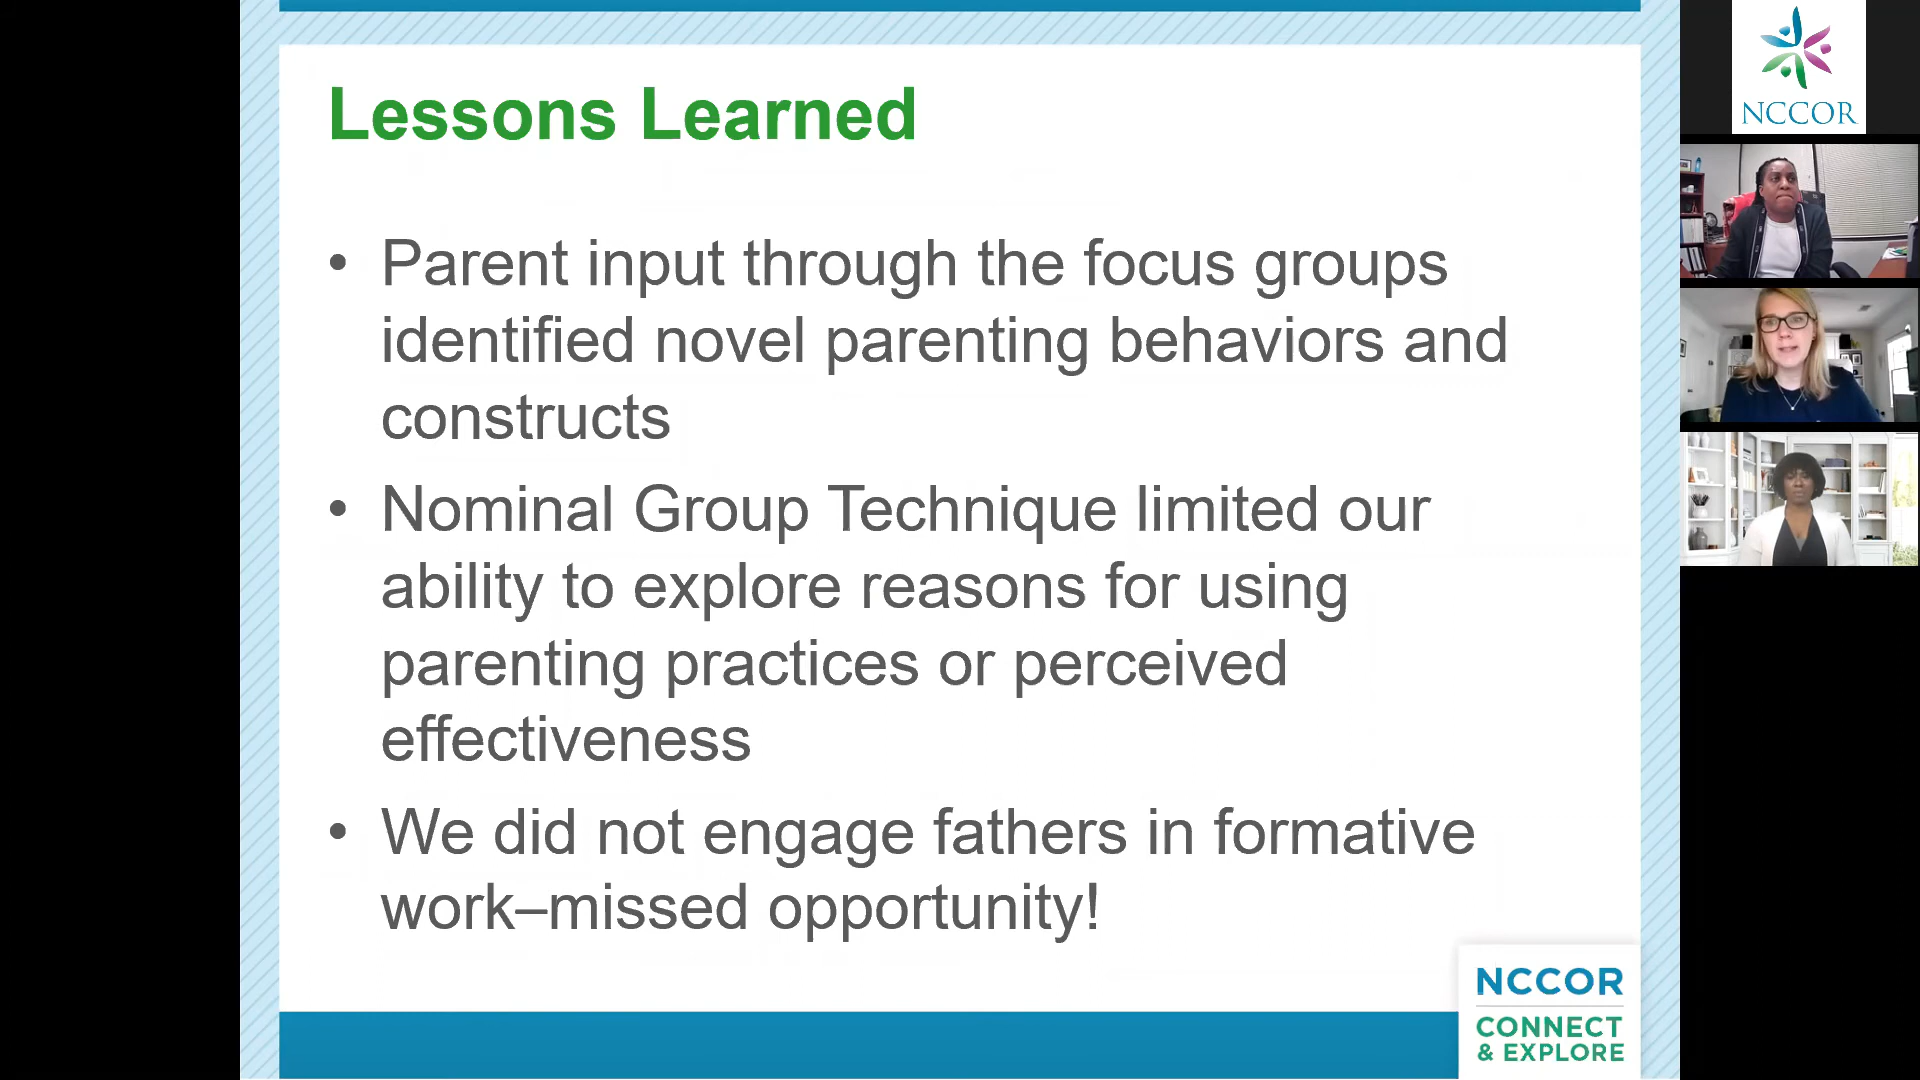 Lessons Learned
• Parent input through the focus groups
identified novel parenting behaviors and
constructs
• Nominal Group Technique limited our
ability to explore reasons for using
parenting practices or perceived
effectiveness
• We did not engage fathers in formative
work–missed opportunity!
NCCOR
CONNECT
& EXPLORE
NCCOR